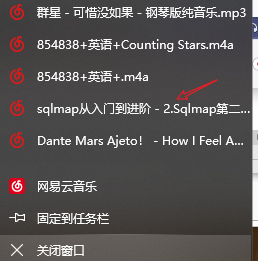 群星 - 可惜没如果 - 钢琴版纯音乐.mp3
854838+英语+Counting Stars.m4a
854838+英语+.m4a
sqlmap从入门到进阶 - 2.Sqlmap第二...
Dante Mars Ajeto！ - How I Feel A...
网易云音乐
固定到任务栏
关闭窗口